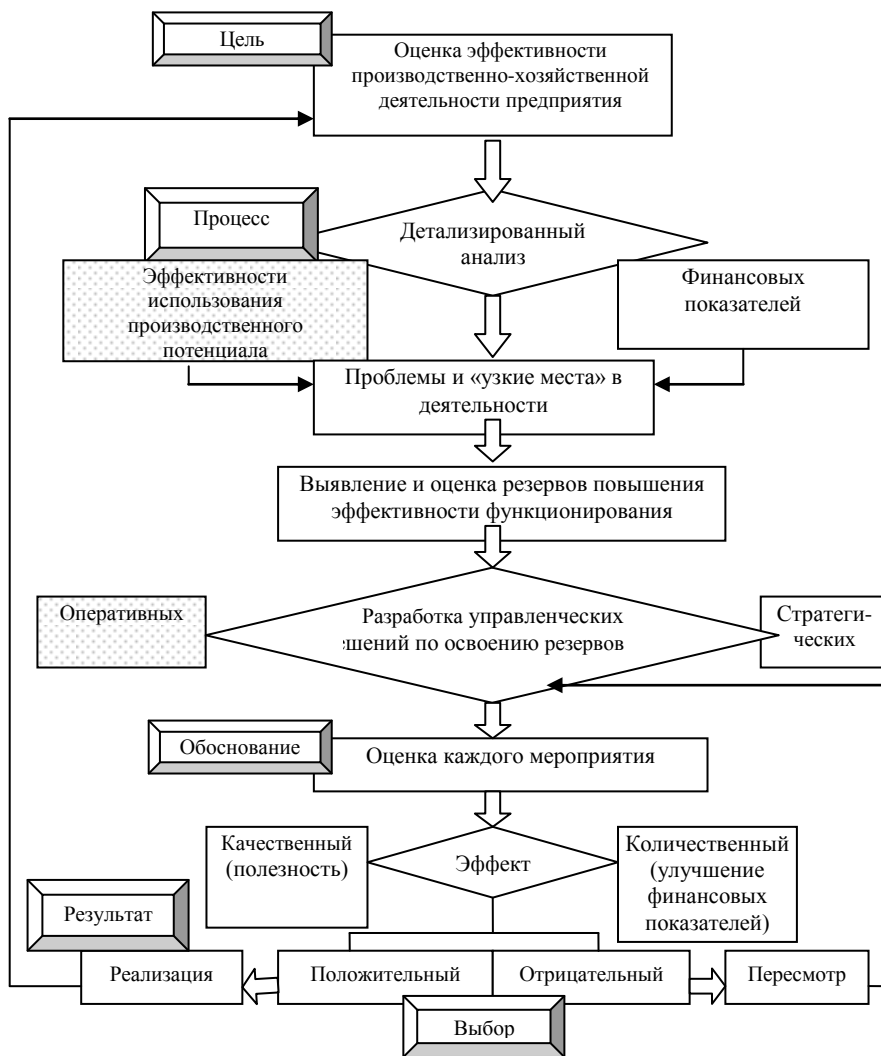 Цель
Оценка эффективности
производственно-хозяйственной
деятельности предприятия
Процесс
Детализированный
анализ
Эффективности
использования
производственного
потенциала
Финансовых
показателей
Проблемы и «узкие места» в
деятельности
Выявление и оценка резервов повышения
эффективности функционирования
Оперативных
Разработка управленческих
ешений по освоению резервов
Стратеги-
ческих
Обоснование
Оценка каждого мероприятия
Качественный
(полезность)
Эффект
Количественный
(улучшение
финансовых
показателей)
Результат
Реализация
Положительный
Отрицательный
Пересмотр
Выбор